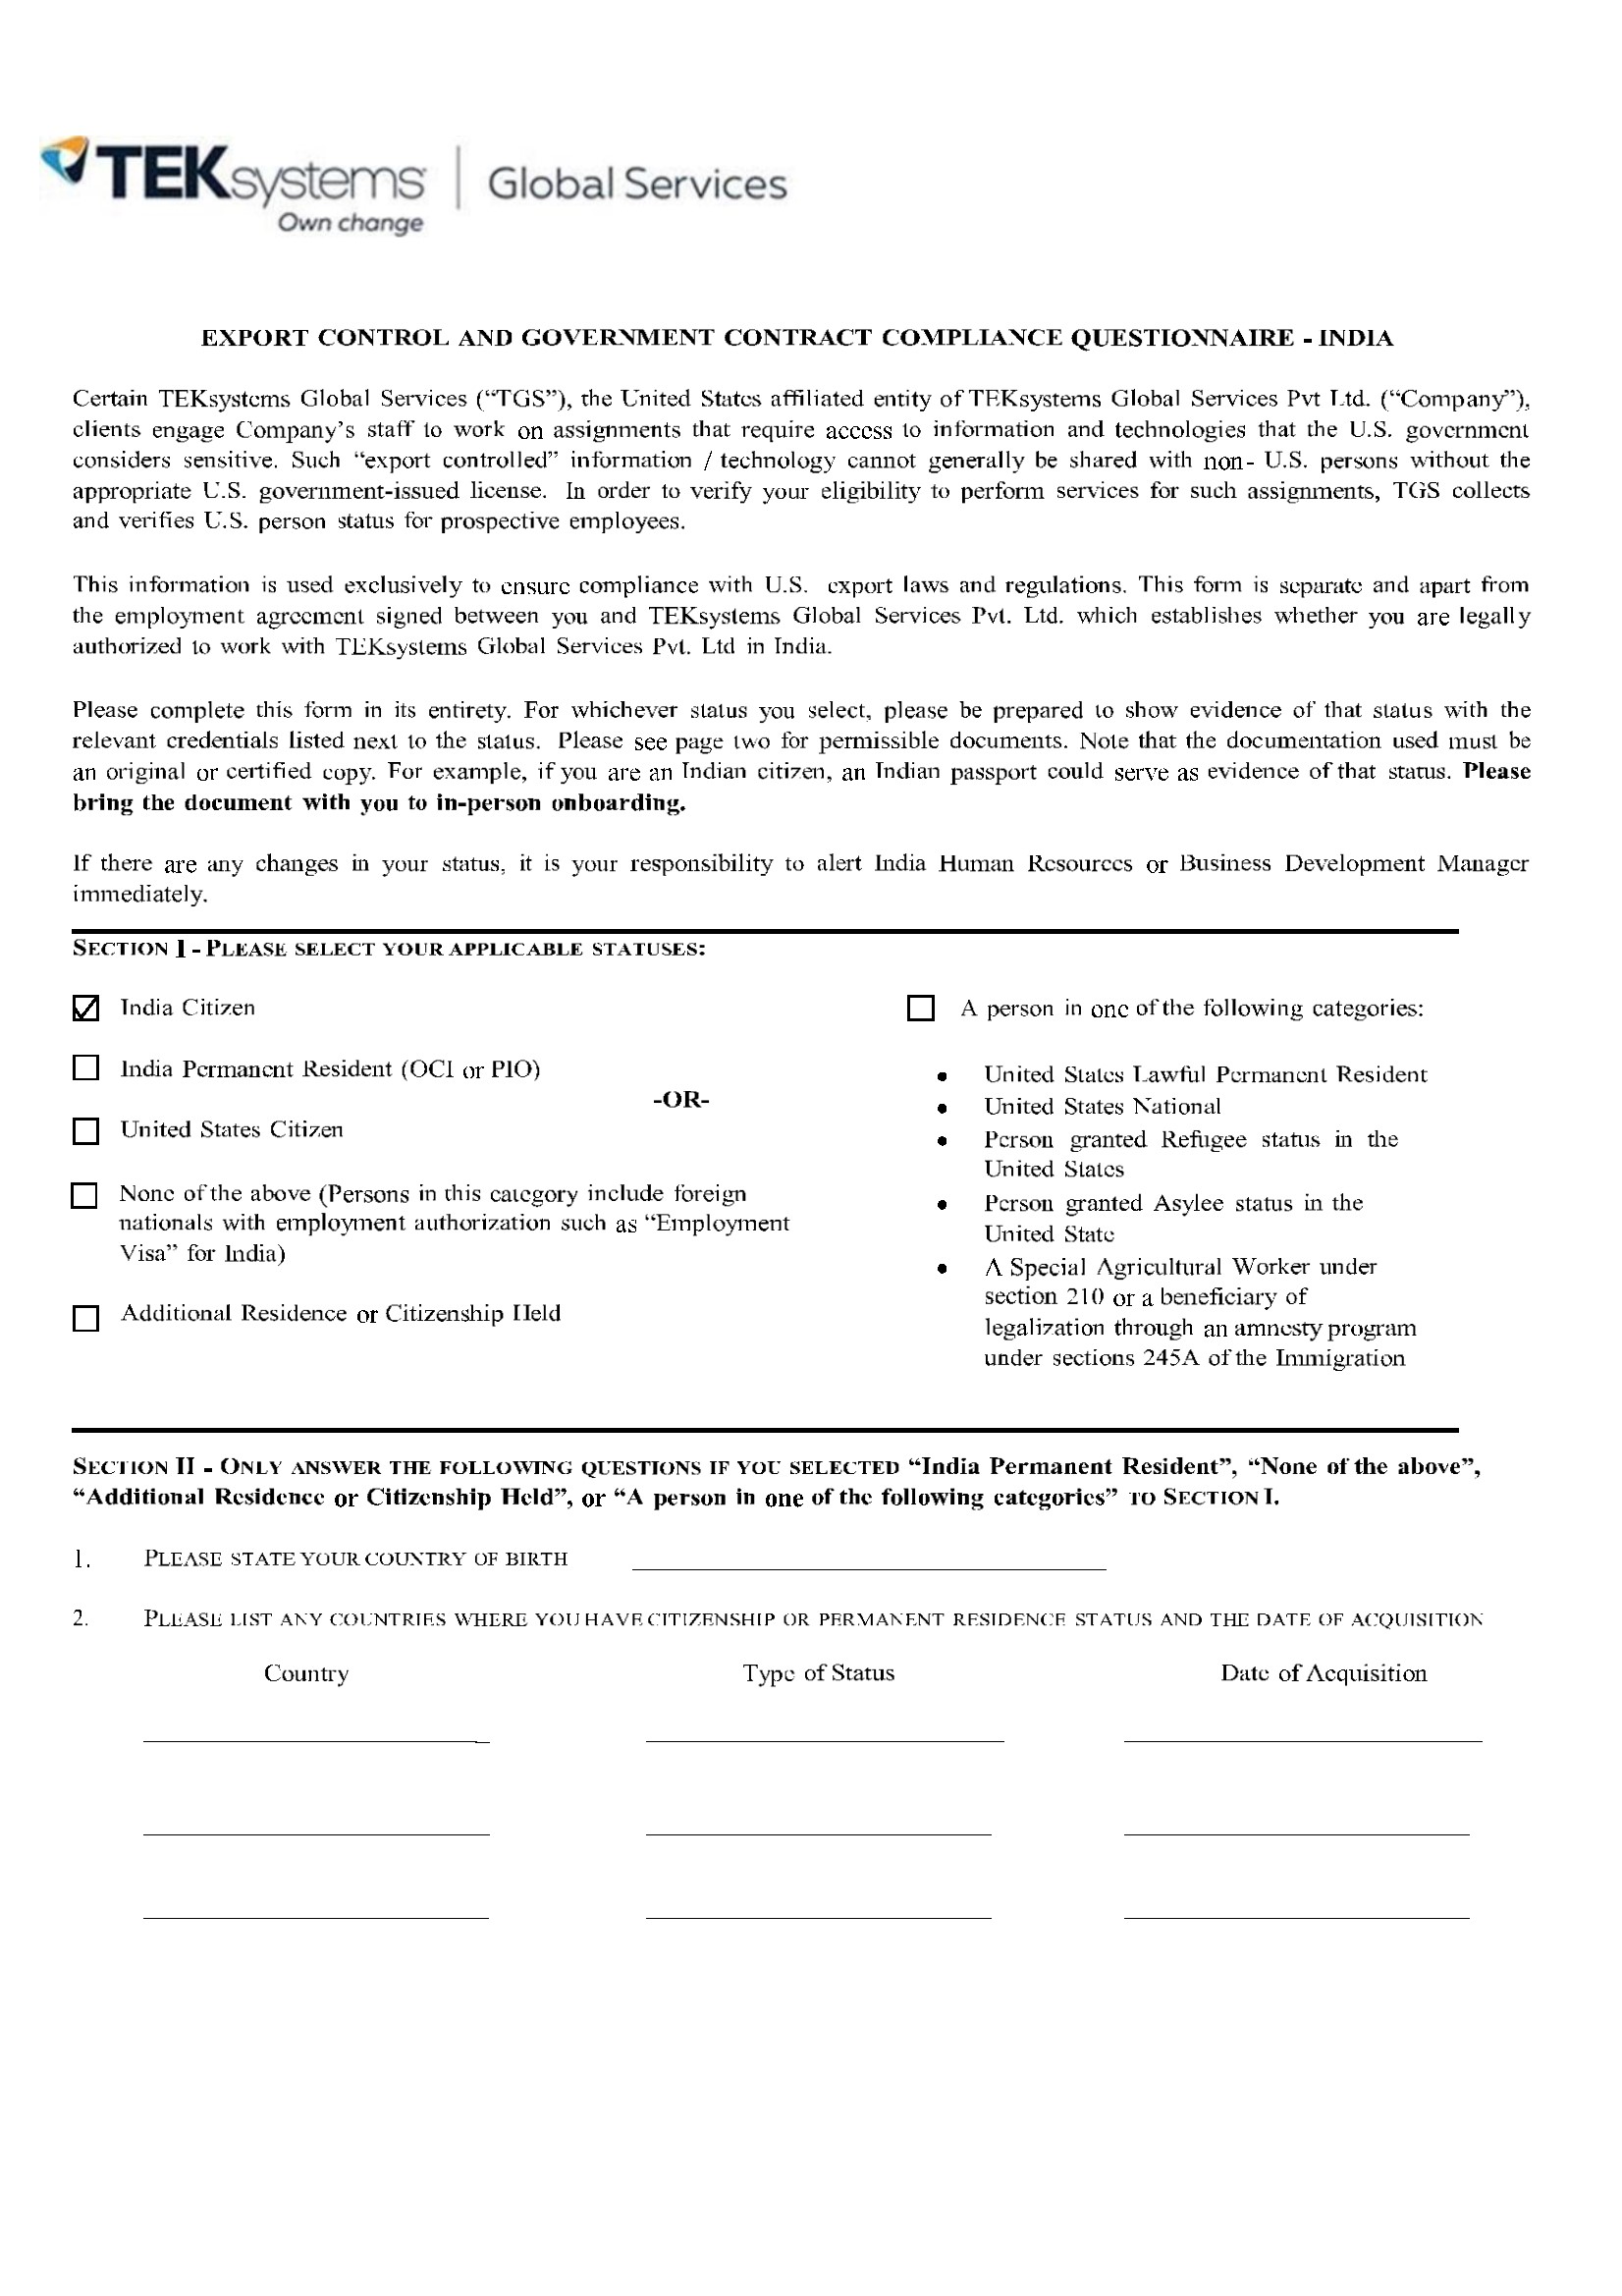 TEKsystems | Global Services
Own change
EXPORT CONTROL AND GOVERNMENT CONTRACT COMPLIANCE QUESTIONNAIRE - INDIA
Certain TEKsystems Global Services (“TGS”), the United States affiliated entity of TEKsystems Global Services Pvt Ltd. (“Company”),
clients engage Company’s staff to work on assignments that require access to information and technologies that the U.S. government
considers sensitive. Such “export controlled” information / technology cannot generally be shared with non- U.S. persons without the
appropriate U.S. government-issued license. In order to verify your eligibility to perform services for such assignments, TGS collects
and verifies U.S. person status for prospective employees.
This information is used exclusively to ensure compliance with U.S. export laws and regulations. This form is separate and apart from
the employment agreement signed between you and TEKsystems Global Services Pvt. Ltd. which establishes whether you are legally
authorized to work with TEKsystems Global Services Pvt. Ltd in India.
Please complete this form in its entirety. For whichever status you select, please be prepared to show evidence of that status with the
relevant credentials listed next to the status. Please see page two for permissible documents. Note that the documentation used must be
an original or certified copy. For example, if you are an Indian citizen, an Indian passport could serve as evidence of that status. Please
bring the document with you to in-person onboarding.
If there are any changes in your status, it is your responsibility to alert India Human Resources or Business Development Manager
immediately.
SECTION I - PLEASE SELECT YOUR APPLICABLE STATUSES:
☑ India Citizen
☐ India Permanent Resident (OCI or PIO)
☐ United States Citizen
☐ None of the above (Persons in this category include foreign
nationals with employment authorization such as “Employment
Visa” for India)
☐ Additional Residence or Citizenship Held
-OR-
☐ A person in one of the following categories:
• United States Lawful Permanent Resident
• United States National
• Person granted Refugee status in the
United States
• Person granted Asylee status in the
United State
• A Special Agricultural Worker under
section 210 or a beneficiary of
legalization through an amnesty program
under sections 245A of the Immigration
SECTION II - ONLY ANSWER THE FOLLOWING QUESTIONS IF YOU SELECTED “India Permanent Resident”, “None of the above”,
“Additional Residence or Citizenship Held”, or “A person in one of the following categories” TO SECTION I.
1. PLEASE STATE YOUR COUNTRY OF BIRTH
2. PLEASE LIST ANY COUNTRIES WHERE YOU HAVE CITIZENSHIP OR PERMANENT RESIDENCE STATUS AND THE DATE OF ACQUISITION
Country Type of Status Date of Acquisition